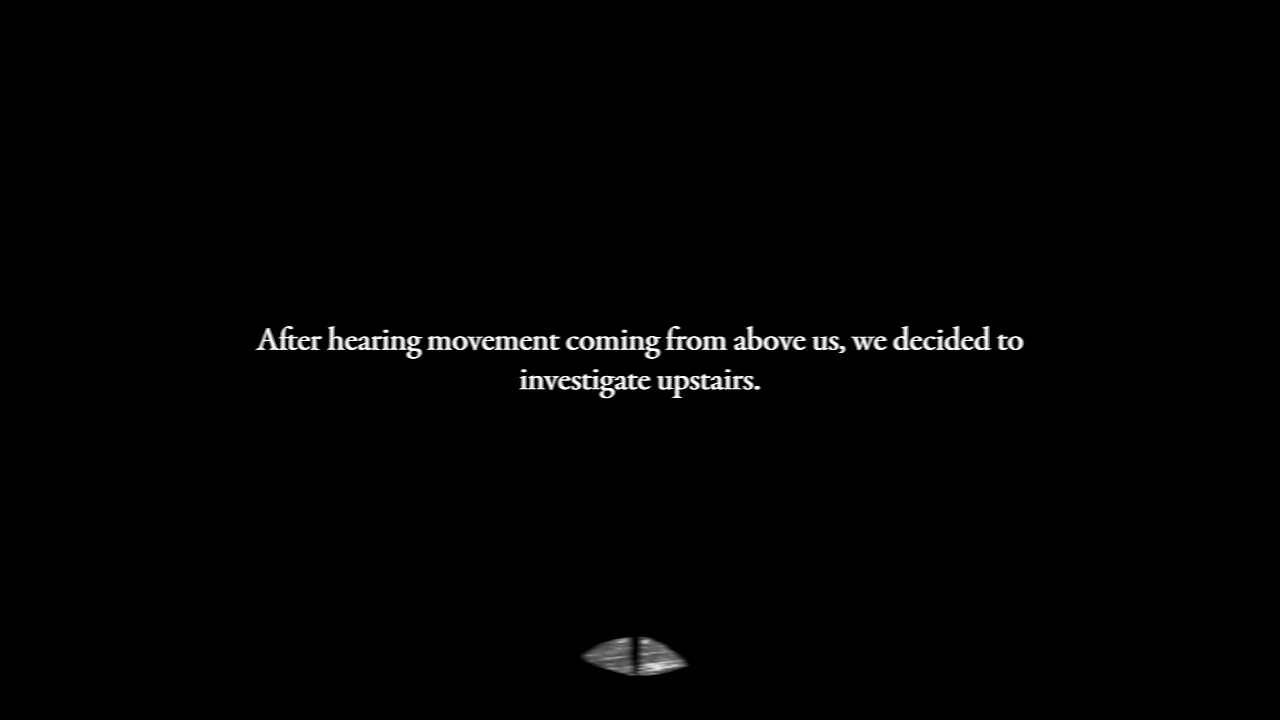 After hearing movement coming from above us, we decided to
investigate upstairs.